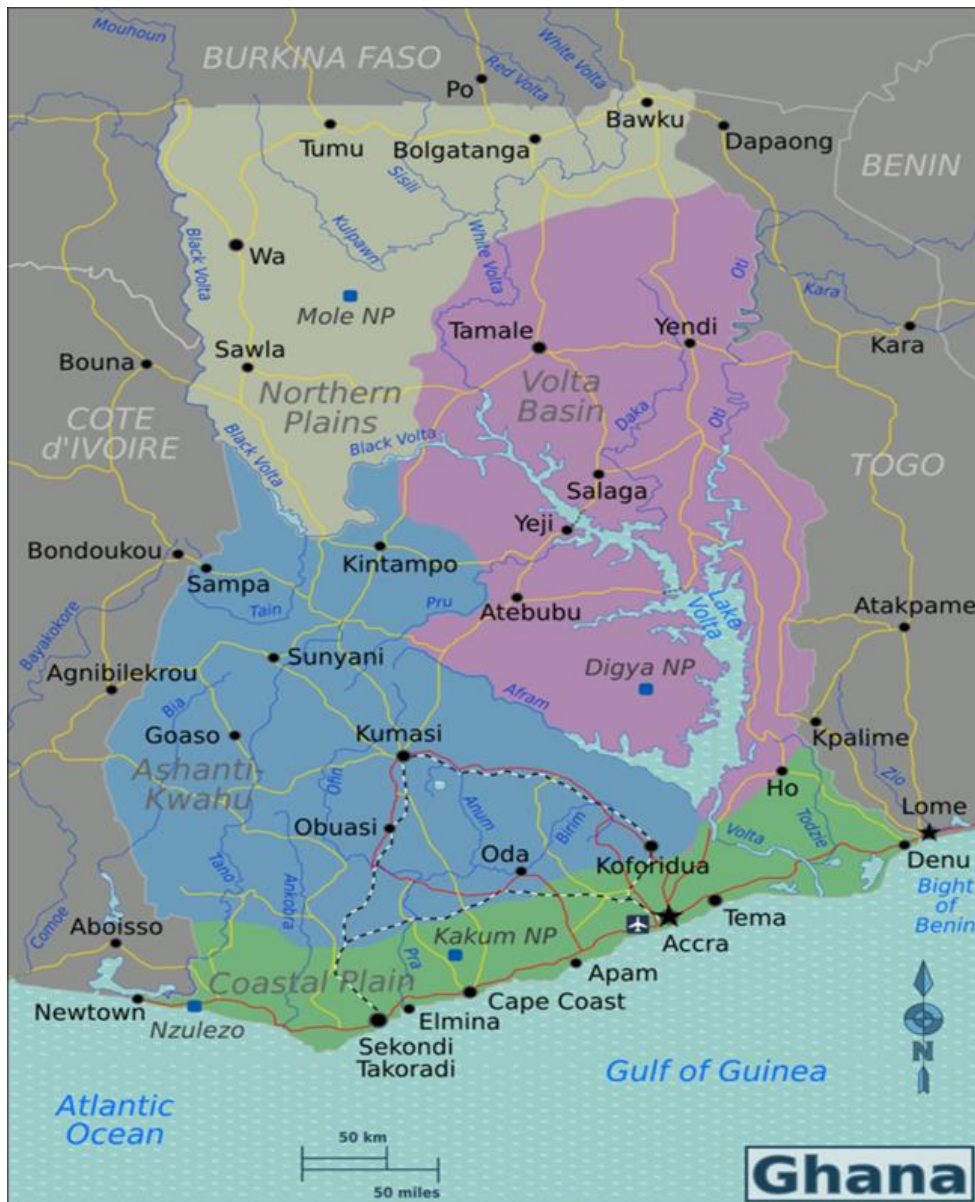 Mouhoun
BURKINA FASO
White Volta
Red Volta
Po
Bawku
Tumu
Bolgatanga
Dapaong
BENIN
Sisili
Kulpawn
Black Volta
White Volta
Wa
Oti
Kara
Mole NP
Tamale
Yendi
Kara
Bouna
Sawla
Northern
Plains
Volta
Basin
COTE
d'IVOIRE
Daka
Oti
Black Volta
Black Volta
TOGO
Salaga
Yeji
Bondoukou
Sampa
Kintampo
Tain
Pru
Atebubu
Lake
Volta
Atakpame
Bayakokore
Sunyani
Agnibilekrou
Digya NP
Bia
Afram
Goaso
Kumasi
Kpalime
Ashanti-
Kwahu
Ofin
Ho
Zio
Anum
Birim
Obuasi
Oda
Koforidua
Volta
Todzie
Lome
Denu
Tano
Ankobra
Bight
of
Benin
Comoe
Aboisso
Kakum NP
Tema
Accra
Pra
Apam
Coastal Plain
Newtown
Nzulezo
Cape Coast
Elmina
Sekondi
Takoradi
N
Gulf of Guinea
Atlantic
Ocean
50 km
50 miles
Ghana